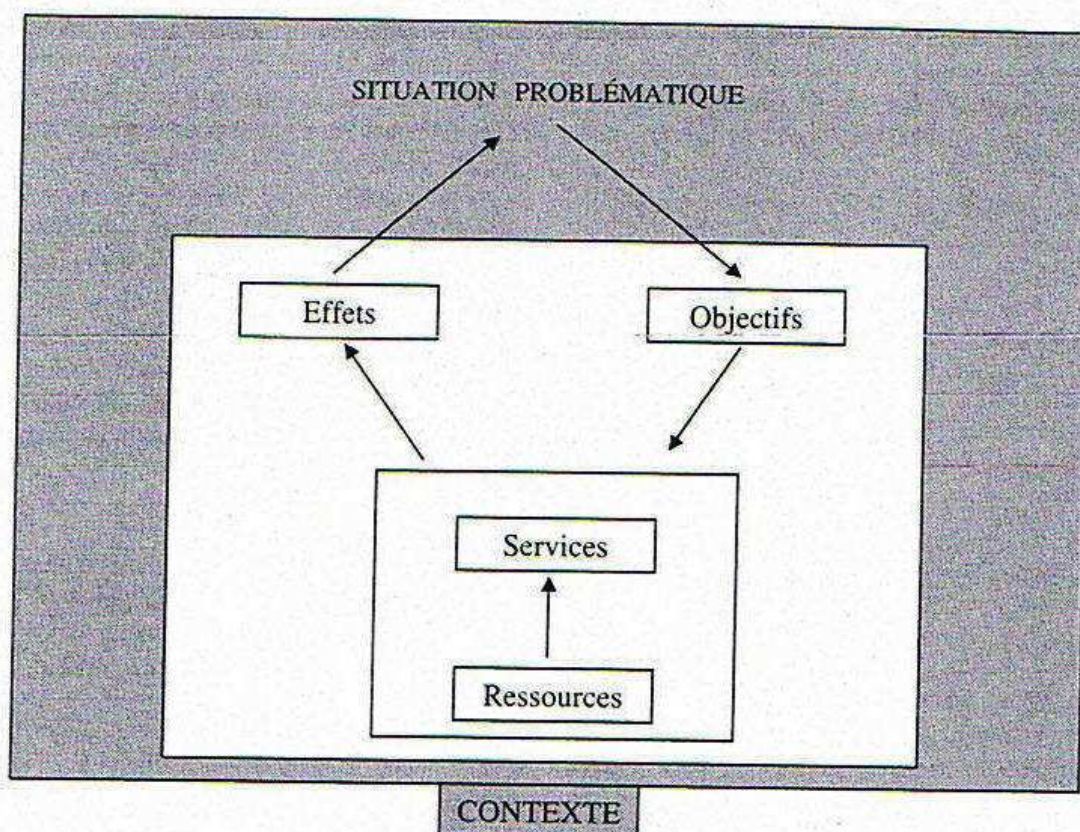 SITUATION PROBLÉMATIQUE
Effets
Objectifs
Services
Ressources
CONTEXTE